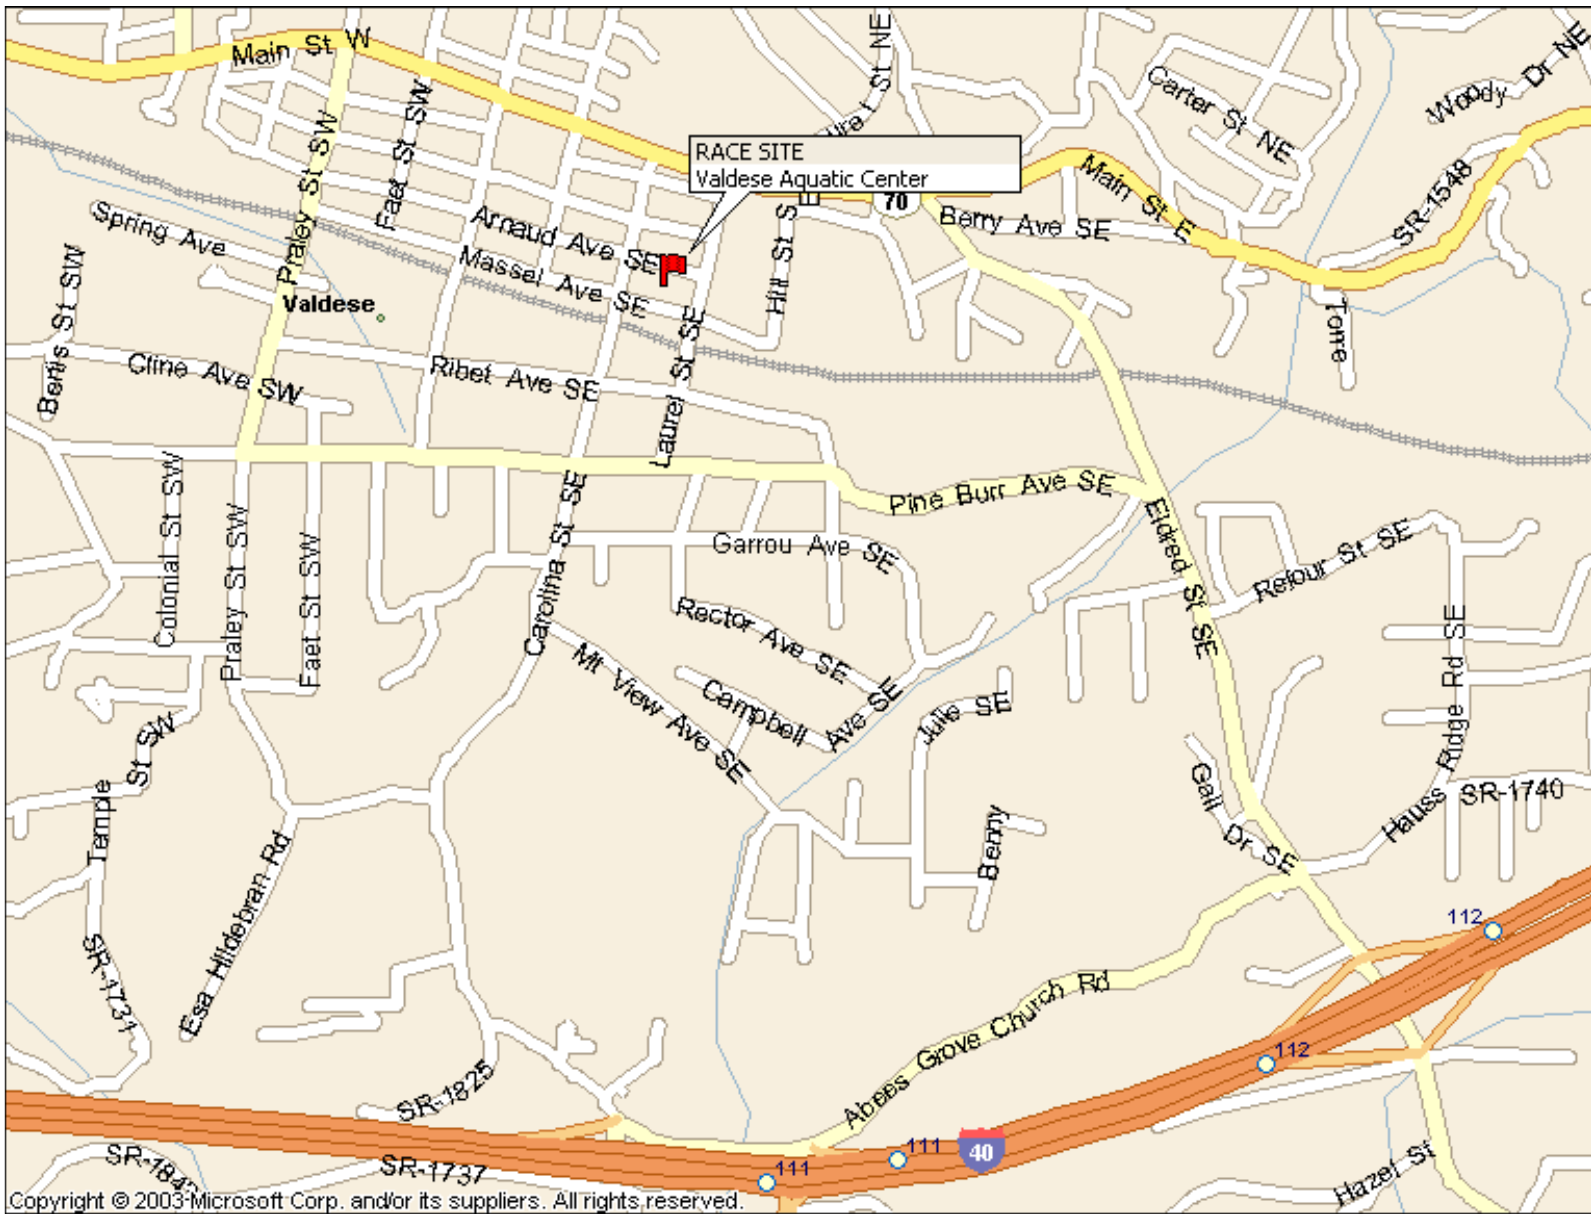 Main St W
Carter St NE
Woody Dr NE
RACE SITE
Valdese Aquatic Center
70
Main St E
SR-1548
Berry Ave SE
Praley St SW
Faet St SW
Spring Ave
Arnaud Ave SE
Massel Ave SE
Hill St SE
Valdese
Bertis St SW
Cline Ave SW
Ribet Ave SE
Laurel St SE
Torre
Pine Burr Ave SE
Eldred St SE
Colonial St SW
Praley St SW
Faet St SW
Carolina St SE
Garrou Ave SE
Refour St SE
Rector Ave SE
Mt View Ave SE
Campbell Ave SE
Julie SE
Hauss Ridge Rd SE
Gail Dr SE
SR-1740
Temple St SW
Esa Hildebran Rd
Benny
SR-1731
112
Abees Grove Church Rd
112
SR-1825
111
40
111
SR-1737
Hazel St
Copyright © 2003 Microsoft Corp. and/or its suppliers. All rights reserved.